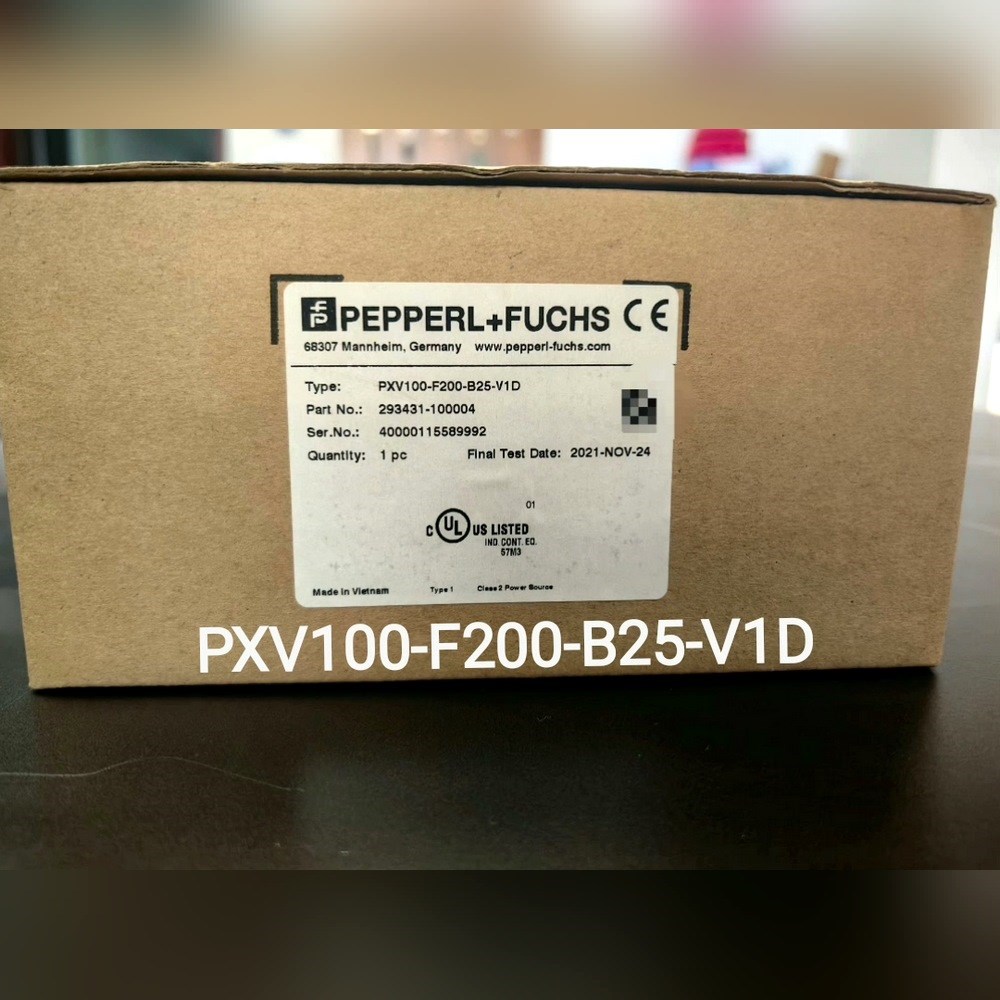 PEPPERL+FUCHS CE
68307 Mannheim, Germany www.pepperl-fuchs.com
Type: PXV100-F200-B25-V1D
Part No.: 293431-100004
Ser.No.: 40000115589992
Quantity: 1 pc Final Test Date: 2021-NOV-24
01
C UL US LISTED
IND. CONT. EQ.
57M3
Made in Vietnam Type 1 Class 2 Power Source
PXV100-F200-B25-V1D